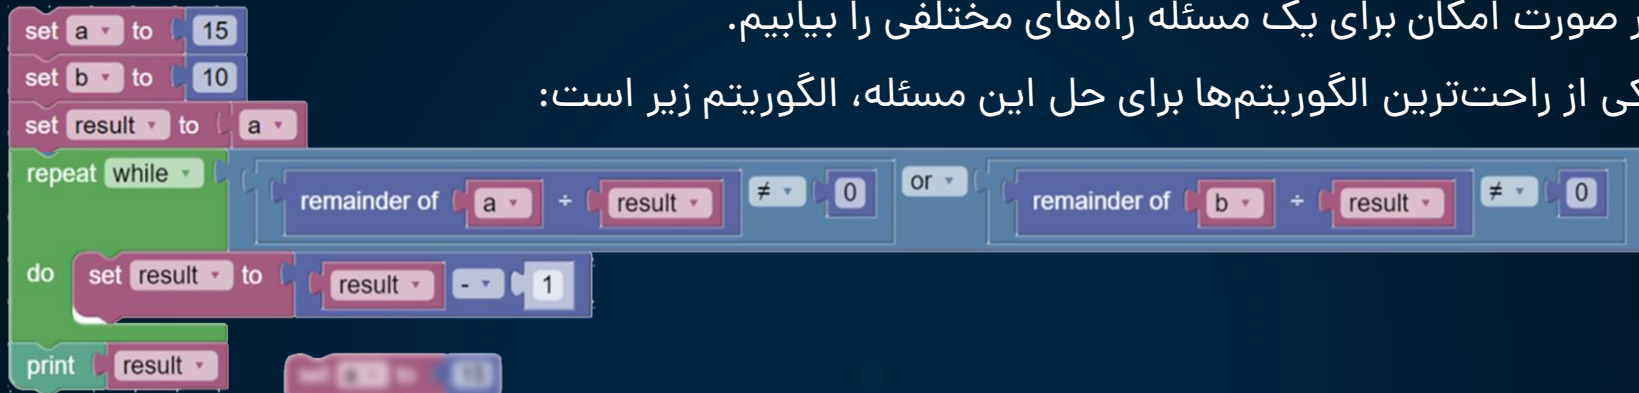 صورت امکان برای یک مسئله راه‌های مختلفی را بیابیم.
از راحت‌ترین الگوریتم‌ها برای حل این مسئله، الگوریتم زیر است:
set a to 15
set b to 10
set result to a
repeat while remainder of a ÷ result ≠ 0 or remainder of b ÷ result ≠ 0
do set result to result - 1
print result